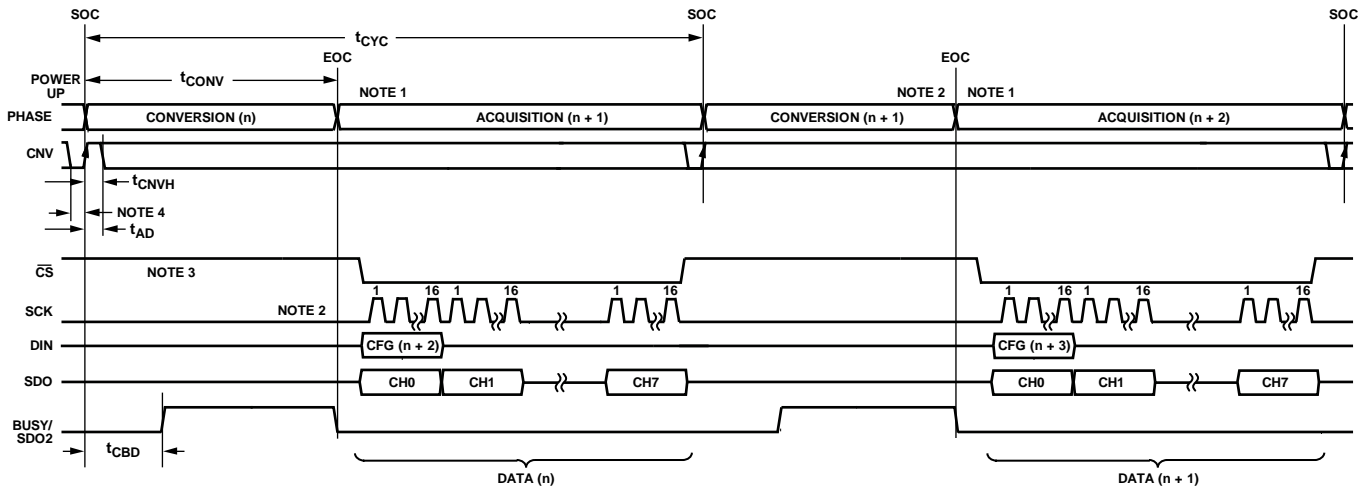 SOC SOC SOC
tCYC
EOC EOC
tCONV
POWER
UP
NOTE 1 NOTE 2 NOTE 1
PHASE CONVERSION (n) ACQUISITION (n + 1) CONVERSION (n + 1) ACQUISITION (n + 2)
CNV
tCNVH
NOTE 4
tAD
CS NOTE 3
1 16 1 16 1 16 1 16 1 16 1 16
SCK NOTE 2
DIN CFG (n + 2) CFG (n + 3)
SDO CH0 CH1 CH7 CH0 CH1 CH7
BUSY/
SDO2
tCBD
DATA (n) DATA (n + 1)